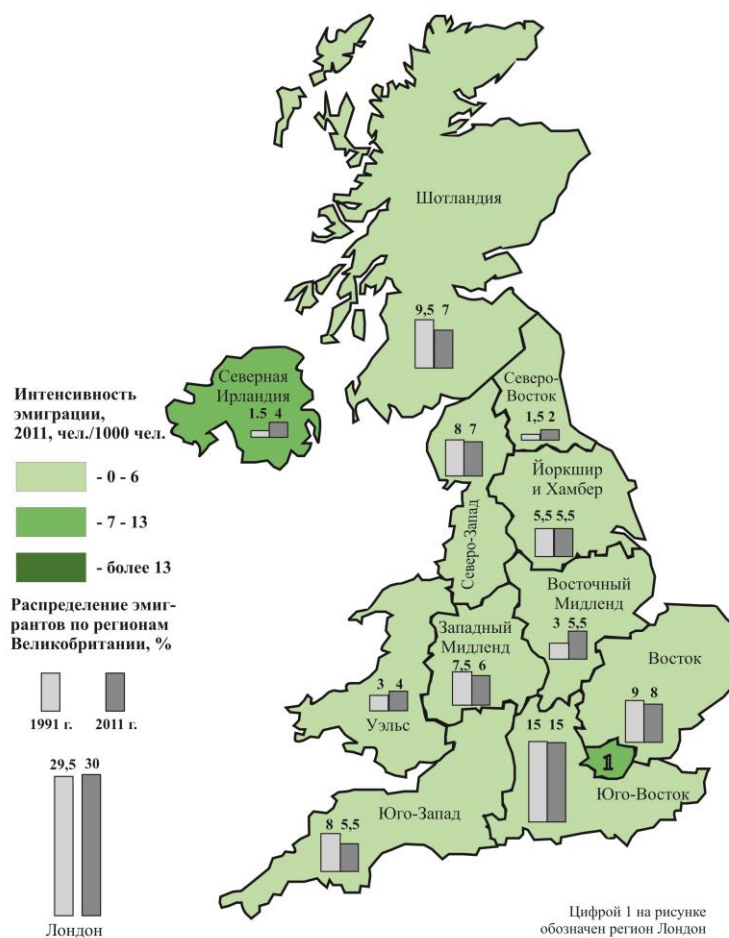 Шотландия
9,5 7
Северная
Ирландия
1.5 4
Северо-
Восток
1,5 2
8 7
Северо-Запад
Йоркшир
и Хамбер
5,5 5,5
Восточный
Мидленд
3 5,5
Западный
Мидленд
7,5 6
Восток
9 8
3 4
Уэльс
15 15
1
Юго-Восток
Юго-Запад
8 5,5
Интенсивность
эмиграции,
2011, чел./1000 чел.
- 0 - 6
- 7 - 13
- более 13
Распределение эмиг-
рантов по регионам
Великобритании, %
1991 г. 2011 г.
29,5 30
Лондон
Цифрой 1 на рисунке
обозначен регион Лондон